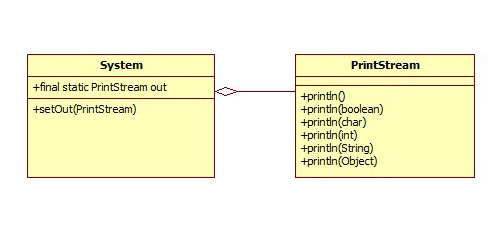 System
+final static PrintStream out
+setOut(PrintStream)
PrintStream
+println()
+println(boolean)
+println(char)
+println(int)
+println(String)
+println(Object)